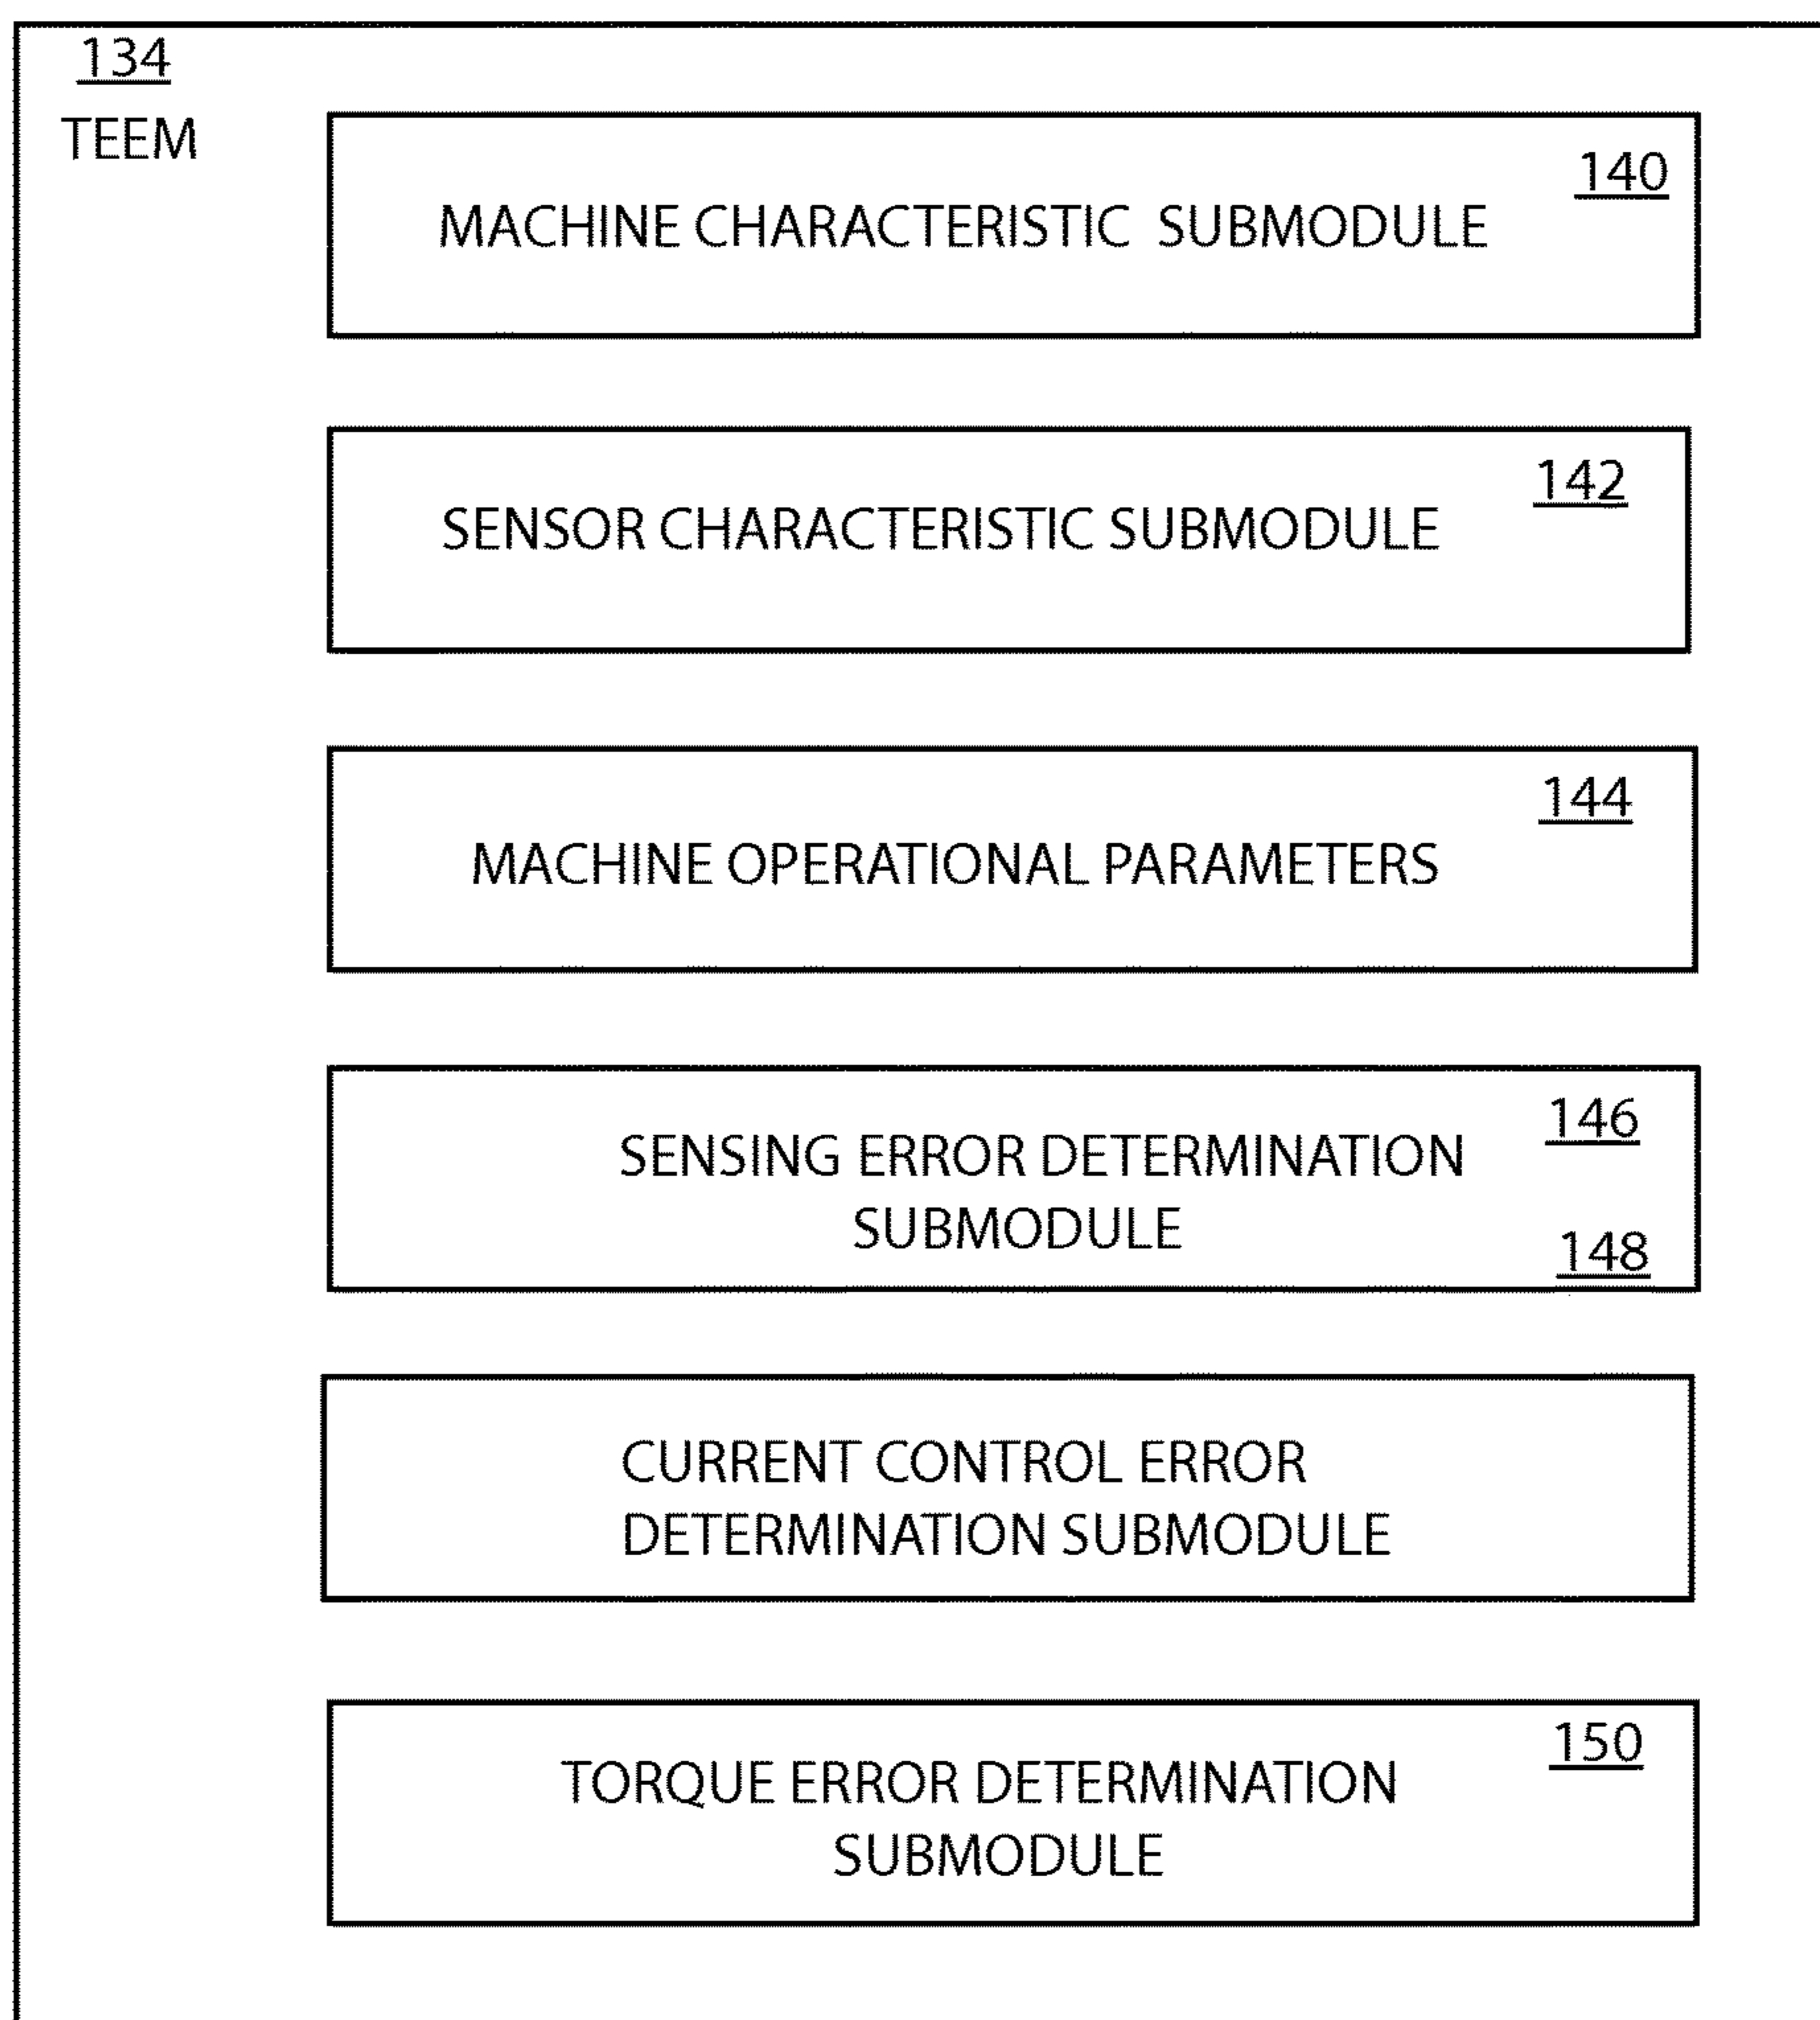 134
TEEM
140
MACHINE CHARACTERISTIC SUBMODULE
142
SENSOR CHARACTERISTIC SUBMODULE
144
MACHINE OPERATIONAL PARAMETERS
146
SENSING ERROR DETERMINATION
SUBMODULE
148
CURRENT CONTROL ERROR
DETERMINATION SUBMODULE
150
TORQUE ERROR DETERMINATION
SUBMODULE